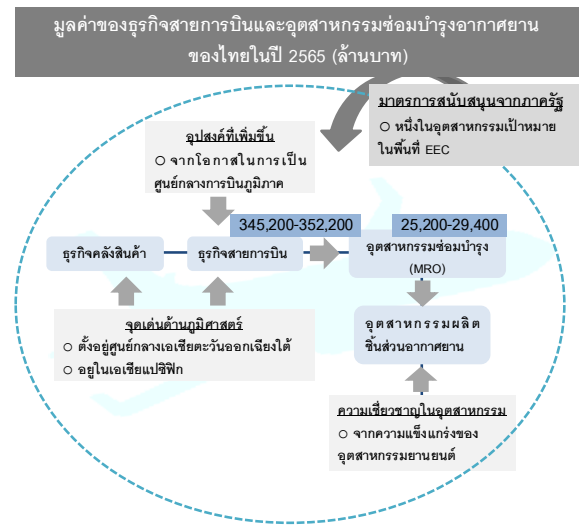 มูลค่าของธุรกิจสายการบินและอุตสาหกรรมซ่อมบำรุงอากาศยาน
ของไทยในปี 2565 (ล้านบาท)
มาตรการสนับสนุนจากภาครัฐ
○ หนึ่งในอุตสาหกรรมเป้าหมาย
ในพื้นที่ EEC
อุปสงค์ที่เพิ่มขึ้น
○ จากโอกาสในการเป็น
ศูนย์กลางการบินภูมิภาค
345,200-352,200
25,200-29,400
ธุรกิจคลังสินค้า
ธุรกิจสายการบิน
อุตสาหกรรมซ่อมบำรุง
(MRO)
จุดเด่นด้านภูมิศาสตร์
○ ตั้งอยู่ศูนย์กลางเอเชียตะวันออกเฉียงใต้
○ อยู่ในเอเชียแปซิฟิก
อุตสาหกรรมผลิต
ชิ้นส่วนอากาศยาน
ความเชี่ยวชาญในอุตสาหกรรม
○ จากความแข็งแกร่งของ
อุตสาหกรรมยานยนต์